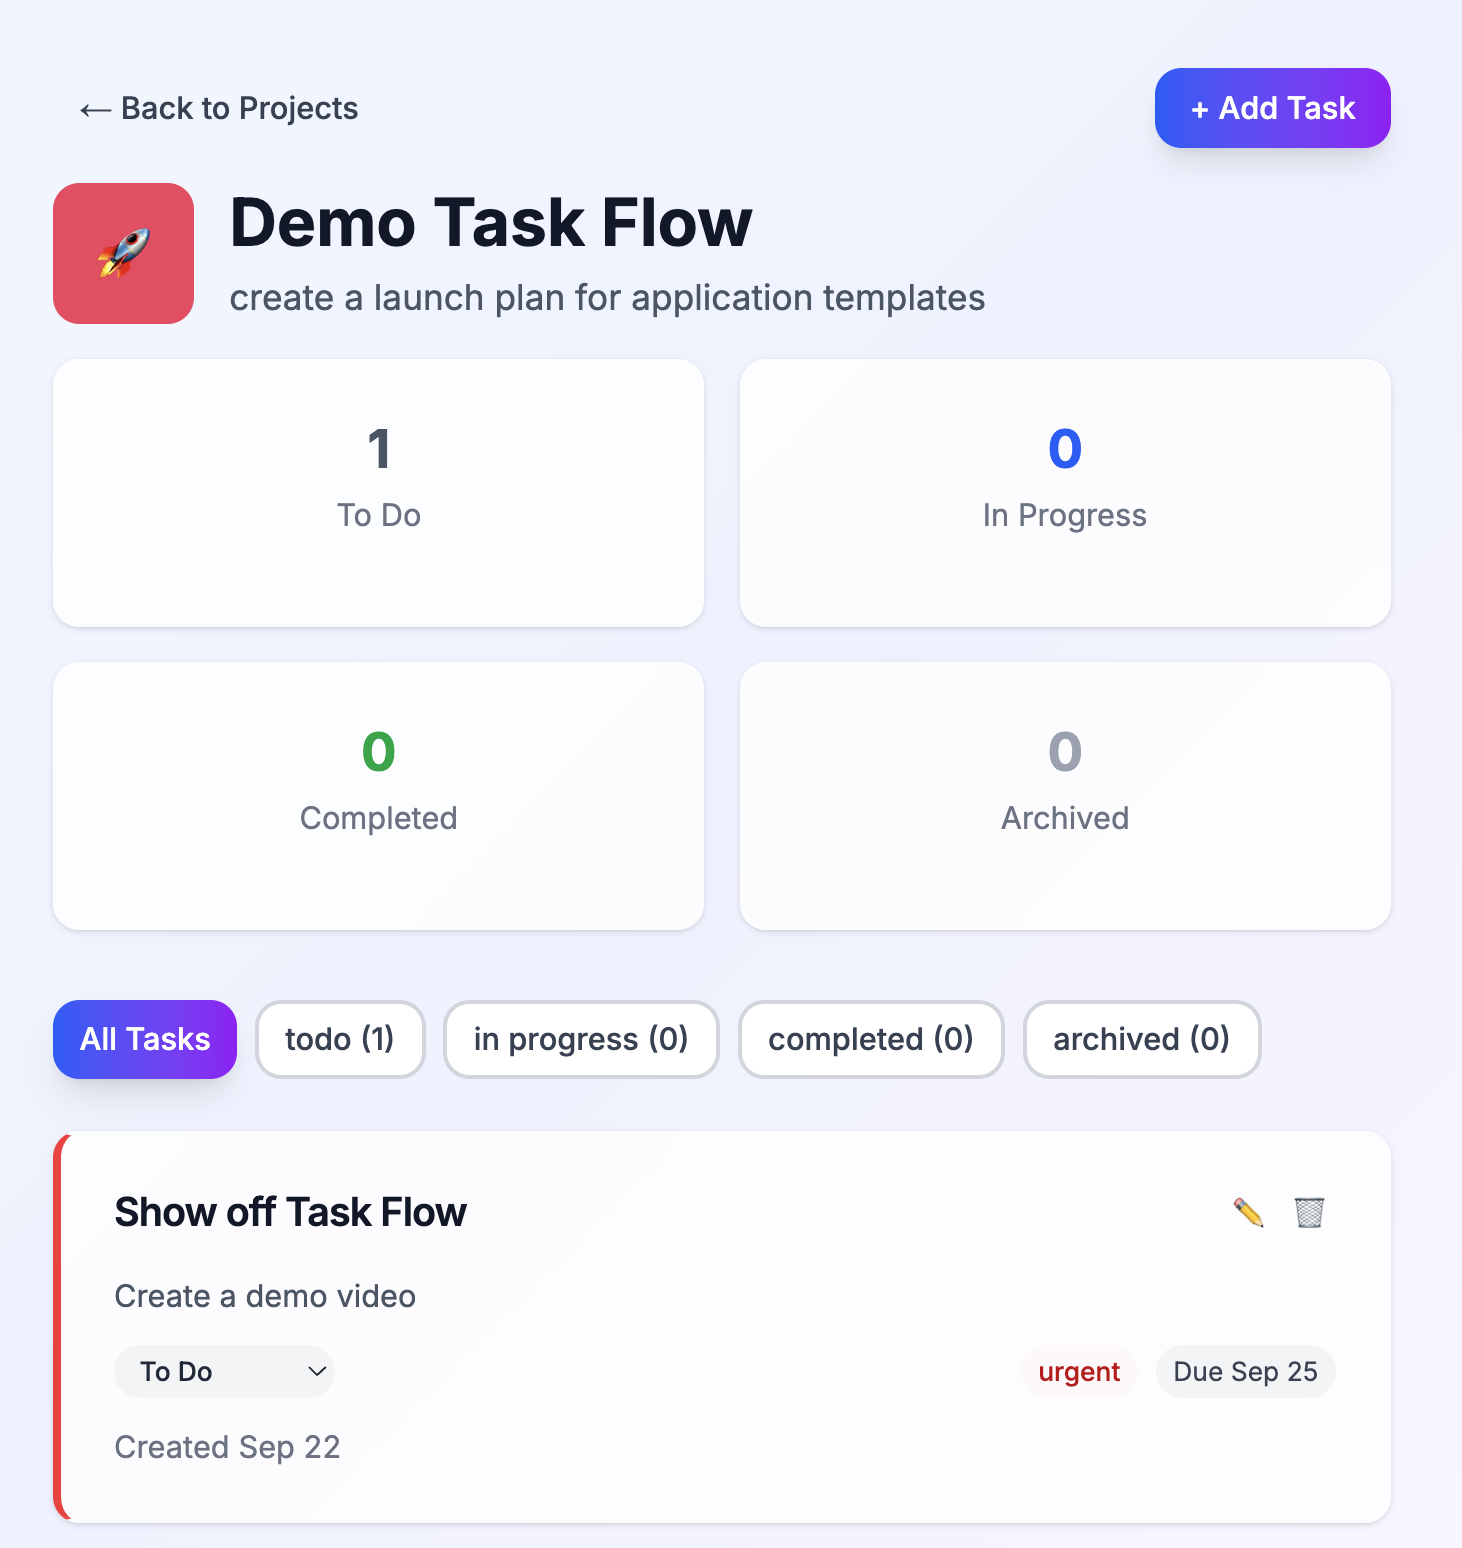 ← Back to Projects
+ Add Task
Demo Task Flow
create a launch plan for application templates
1
To Do
0
In Progress
0
Completed
0
Archived
All Tasks
todo (1)
in progress (0)
completed (0)
archived (0)
Show off Task Flow
Create a demo video
To Do
urgent
Due Sep 25
Created Sep 22